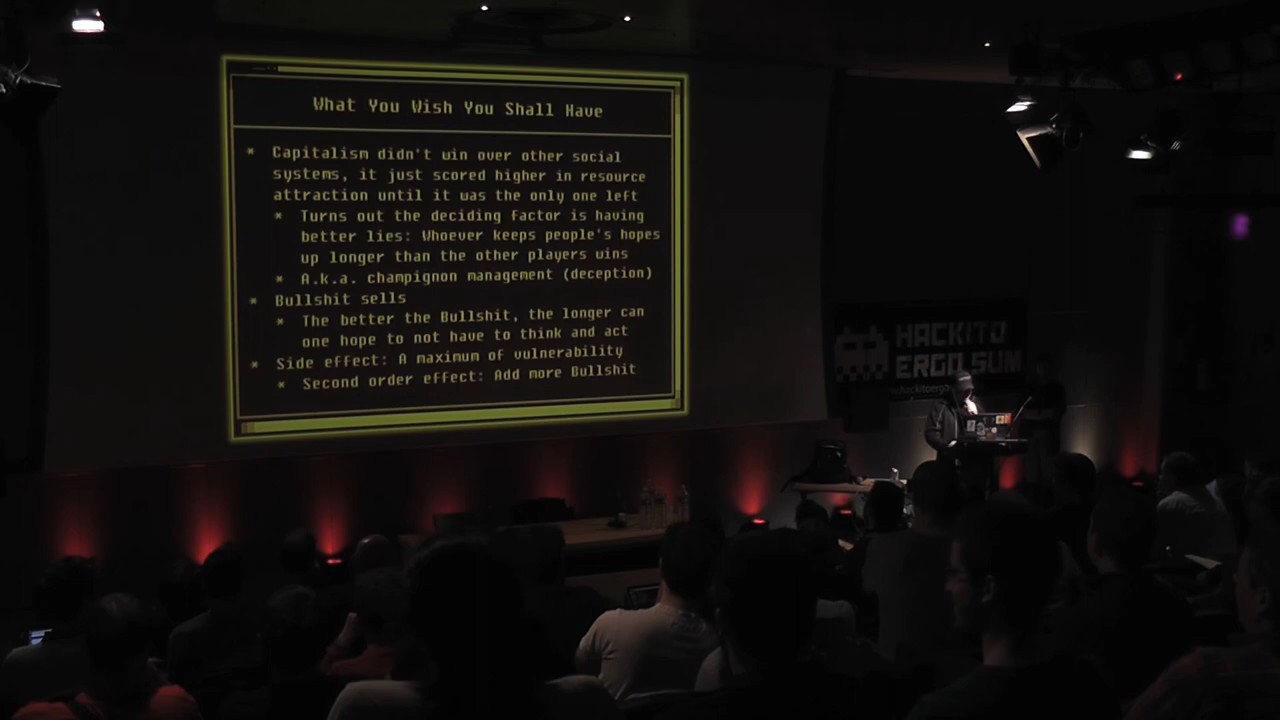 What You Wish You Shall Have
* Capitalism didn't win over other social
systems, it just scored higher in resource
attraction until it was the only one left
* Turns out the deciding factor is having
better lies: Whoever keeps people's hopes
up longer than the other players wins
* A.k.a. champignon management (deception)
* Bullshit sells
* The better the Bullshit, the longer can
one hope to not have to think and act
* Side effect: A maximum of vulnerability
* Second order effect: Add more Bullshit
HACKITO
ERGO SUM